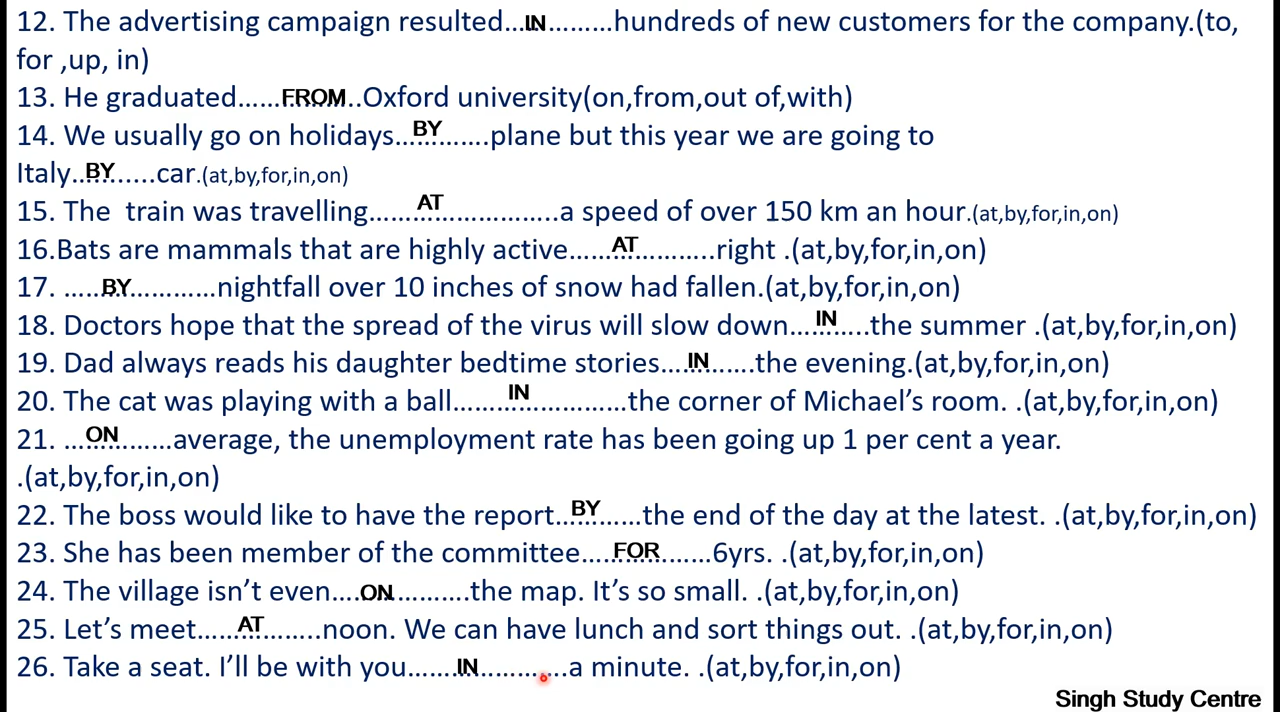 12. The advertising campaign resulted...IN.........hundreds of new customers for the company.(to,
for ,up, in)
13. He graduated......FROM..Oxford university(on,from,out of,with)
14. We usually go on holidays...BY.......plane but this year we are going to
Italy..BY......car.(at,by,for,in,on)
15. The train was travelling......AT..................a speed of over 150 km an hour.(at,by,for,in,on)
16.Bats are mammals that are highly active......AT............right .(at,by,for,in,on)
17. .....BY............nightfall over 10 inches of snow had fallen.(at,by,for,in,on)
18. Doctors hope that the spread of the virus will slow down...IN.....the summer .(at,by,for,in,on)
19. Dad always reads his daughter bedtime stories....IN......the evening.(at,by,for,in,on)
20. The cat was playing with a ball.......IN.............the corner of Michael’s room. .(at,by,for,in,on)
21. ...ON.........average, the unemployment rate has been going up 1 per cent a year.
.(at,by,for,in,on)
22. The boss would like to have the report..BY......the end of the day at the latest. .(at,by,for,in,on)
23. She has been member of the committee....FOR.......6yrs. .(at,by,for,in,on)
24. The village isn’t even....ON...........the map. It’s so small. .(at,by,for,in,on)
25. Let’s meet.....AT.........noon. We can have lunch and sort things out. .(at,by,for,in,on)
26. Take a seat. I’ll be with you......IN............a minute. .(at,by,for,in,on)
Singh Study Centre